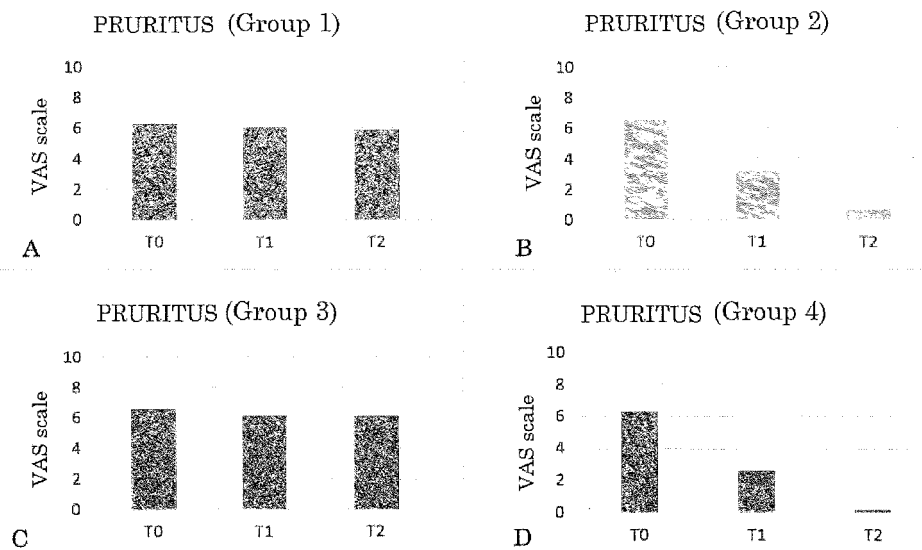 PRURITUS (Group 1)
10
8
6
4
2
0
VAS scale
T0 T1 T2
A
PRURITUS (Group 2)
10
8
6
4
2
0
VAS scale
T0 T1 T2
B
PRURITUS (Group 3)
10
8
6
4
2
0
VAS scale
T0 T1 T2
C
PRURITUS (Group 4)
10
8
6
4
2
0
VAS scale
T0 T1 T2
D